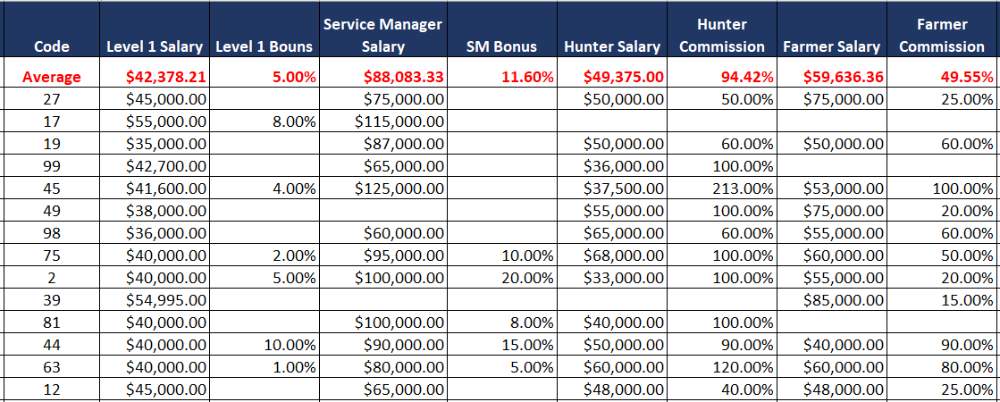 Code Level 1 Salary Level 1 Bouns Service Manager Salary SM Bonus Hunter Salary Hunter Commission Farmer Salary Farmer Commission
Average $42,378.21 5.00% $88,083.33 11.60% $49,375.00 94.42% $59,636.36 49.55%
27 $45,000.00 $75,000.00 $50,000.00 50.00% $75,000.00 25.00%
17 $55,000.00 8.00% $115,000.00
19 $35,000.00 $87,000.00 $50,000.00 60.00% $50,000.00 60.00%
99 $42,700.00 $65,000.00 $36,000.00 100.00%
45 $41,600.00 4.00% $125,000.00 $37,500.00 213.00% $53,000.00 100.00%
49 $38,000.00 $55,000.00 100.00% $75,000.00 20.00%
98 $36,000.00 $60,000.00 $65,000.00 60.00% $55,000.00 60.00%
75 $40,000.00 2.00% $95,000.00 10.00% $68,000.00 100.00% $60,000.00 50.00%
2 $40,000.00 5.00% $100,000.00 20.00% $33,000.00 100.00% $55,000.00 20.00%
39 $54,995.00 $85,000.00 15.00%
81 $40,000.00 $100,000.00 8.00% $40,000.00 100.00%
44 $40,000.00 10.00% $90,000.00 15.00% $50,000.00 90.00% $40,000.00 90.00%
63 $40,000.00 1.00% $80,000.00 5.00% $60,000.00 120.00% $60,000.00 80.00%
12 $45,000.00 $65,000.00 $48,000.00 40.00% $48,000.00 25.00%